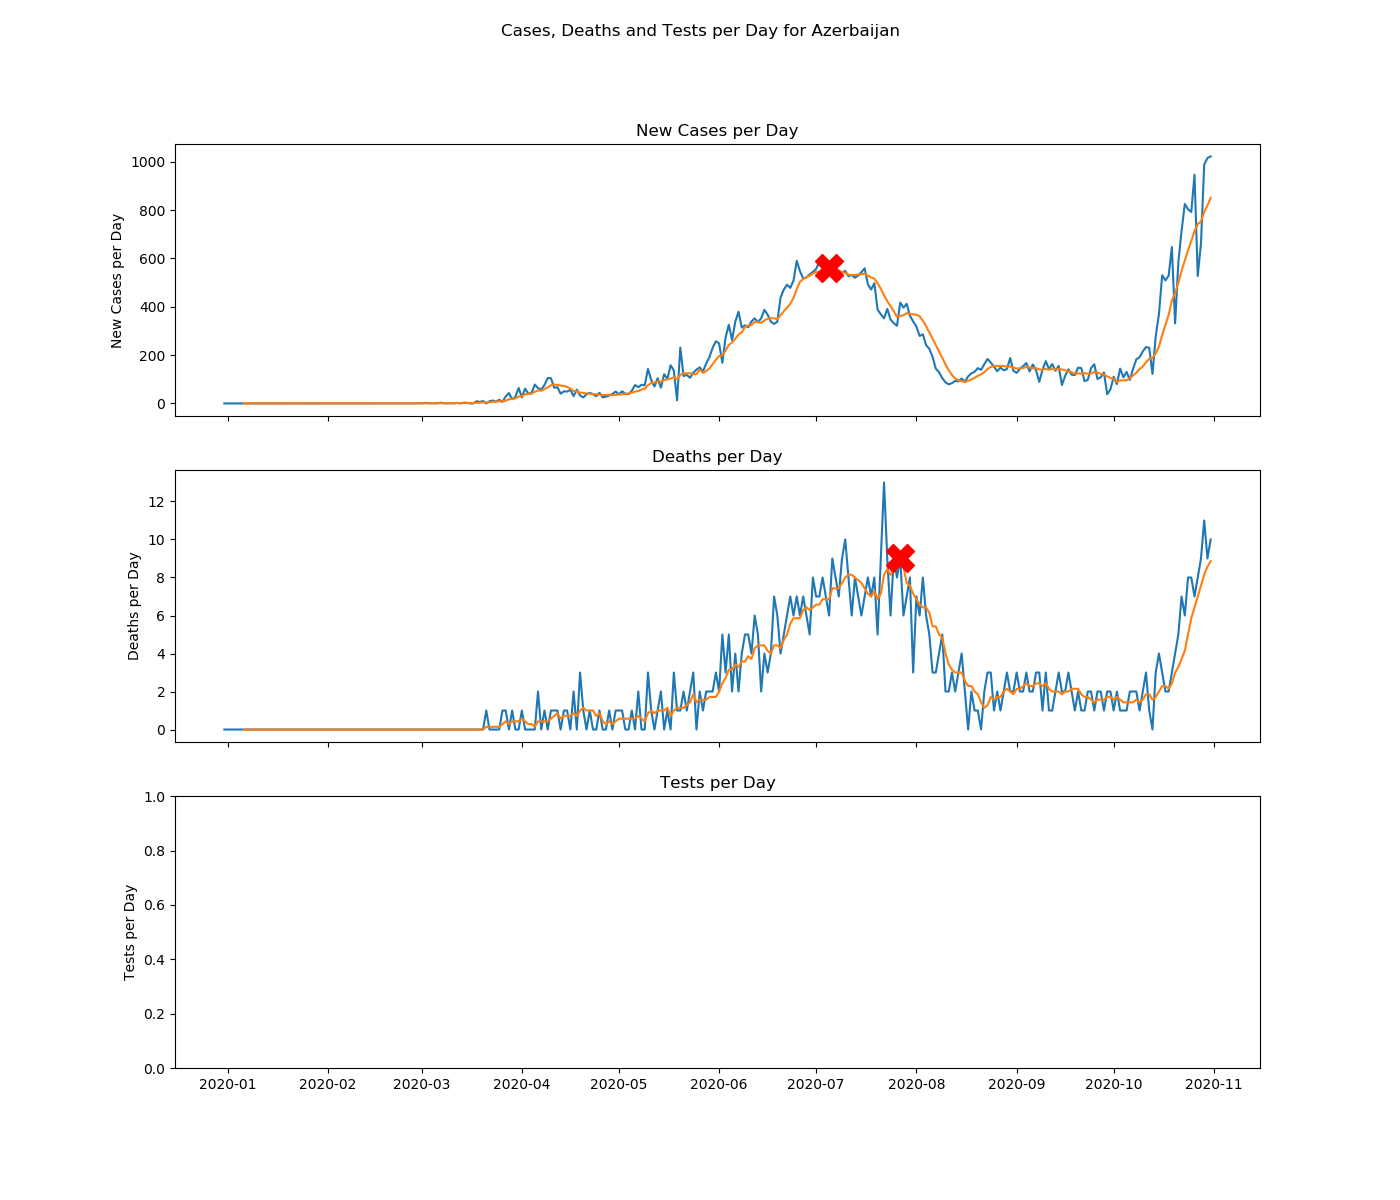 Cases, Deaths and Tests per Day for Azerbaijan
New Cases per Day
New Cases per Day
1000
800
600
400
200
0
Deaths per Day
Deaths per Day
12
10
8
6
4
2
0
Tests per Day
Tests per Day
1.0
0.8
0.6
0.4
0.2
0.0
2020-01 2020-02 2020-03 2020-04 2020-05 2020-06 2020-07 2020-08 2020-09 2020-10 2020-11